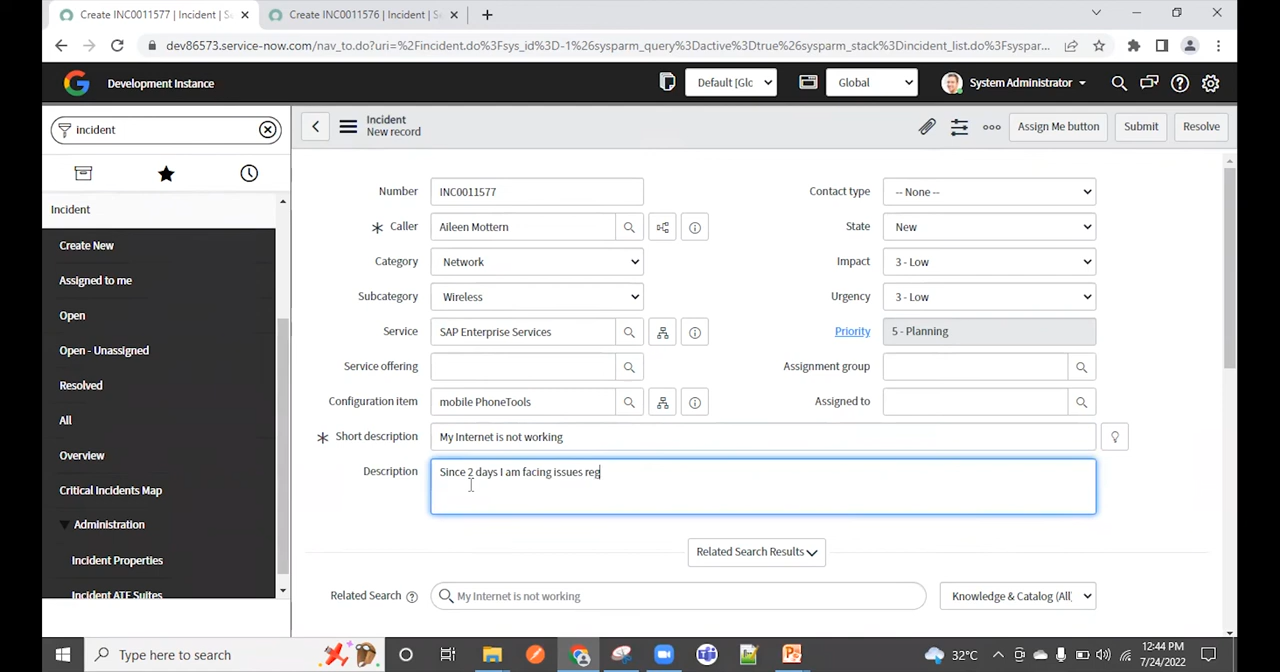 Create INC0011577 | Incident | S
Create INC0011576 | Incident | S
dev86573.service-now.com/nav_to.do?uri=%2Fincident.do%3Fsys_id%3D-1%26sysparm_query%3Dactive%3Dtrue%26sysparm_stack%3Dincident_list.do%3Fsyspar...
Development Instance
Default [Glc
Global
System Administrator
incident
Incident
New record
Assign Me button
Submit
Resolve
Incident
Create New
Assigned to me
Open
Open - Unassigned
Resolved
All
Overview
Critical Incidents Map
Administration
Incident Properties
Incident ATF Suites
Number INC0011577
Contact type -- None --
Caller Aileen Mottern
State New
Category Network
Impact 3 - Low
Subcategory Wireless
Urgency 3 - Low
Service SAP Enterprise Services
Priority 5 - Planning
Service offering
Assignment group
Configuration item mobile PhoneTools
Assigned to
Short description My Internet is not working
Description Since 2 days I am facing issues reg
Related Search Results
Related Search My Internet is not working
Knowledge & Catalog (All)
Type here to search
32°C
12:44 PM
7/24/2022